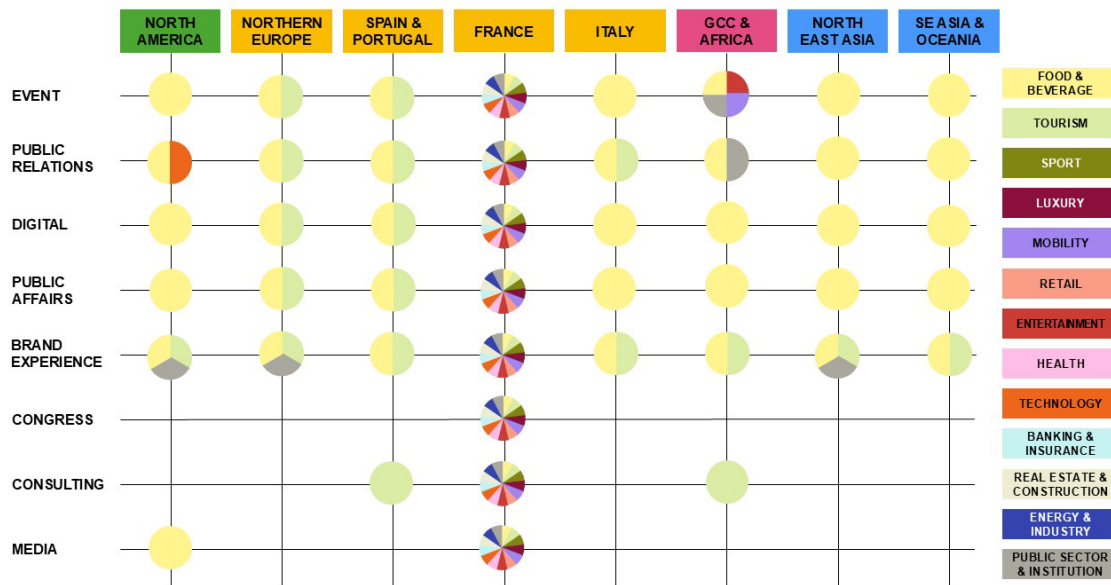 NORTH
AMERICA
NORTHERN
EUROPE
SPAIN &
PORTUGAL
FRANCE
ITALY
GCC &
AFRICA
NORTH
EAST ASIA
SE ASIA &
OCEANIA
EVENT
PUBLIC
RELATIONS
DIGITAL
PUBLIC
AFFAIRS
BRAND
EXPERIENCE
CONGRESS
CONSULTING
MEDIA
FOOD &
BEVERAGE
TOURISM
SPORT
LUXURY
MOBILITY
RETAIL
ENTERTAINMENT
HEALTH
TECHNOLOGY
BANKING &
INSURANCE
REAL ESTATE &
CONSTRUCTION
ENERGY &
INDUSTRY
PUBLIC SECTOR
& INSTITUTION